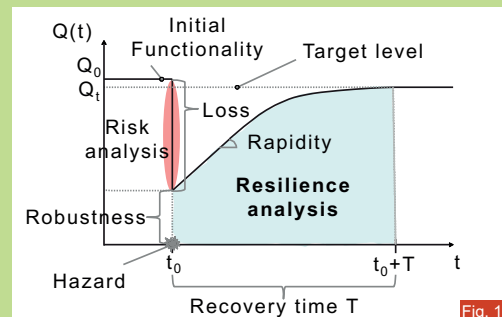 Q(t)
Initial
Functionality
Target level
Q0
Qt
Loss
Risk
analysis
Rapidity
Resilience
analysis
Robustness
Hazard
t0
t0+T
t
Recovery time T
Fig. 1